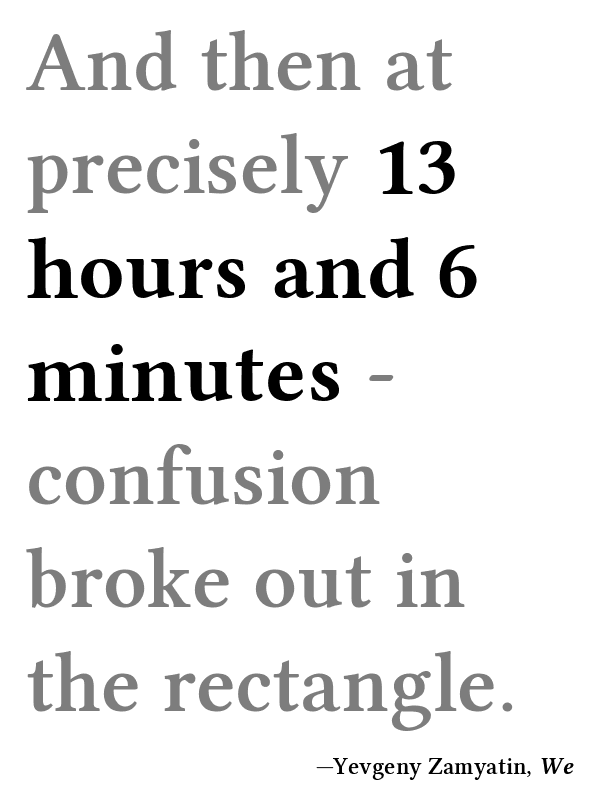 And then at
precisely 13
hours and 6
minutes -
confusion
broke out in
the rectangle.
—Yevgeny Zamyatin, We